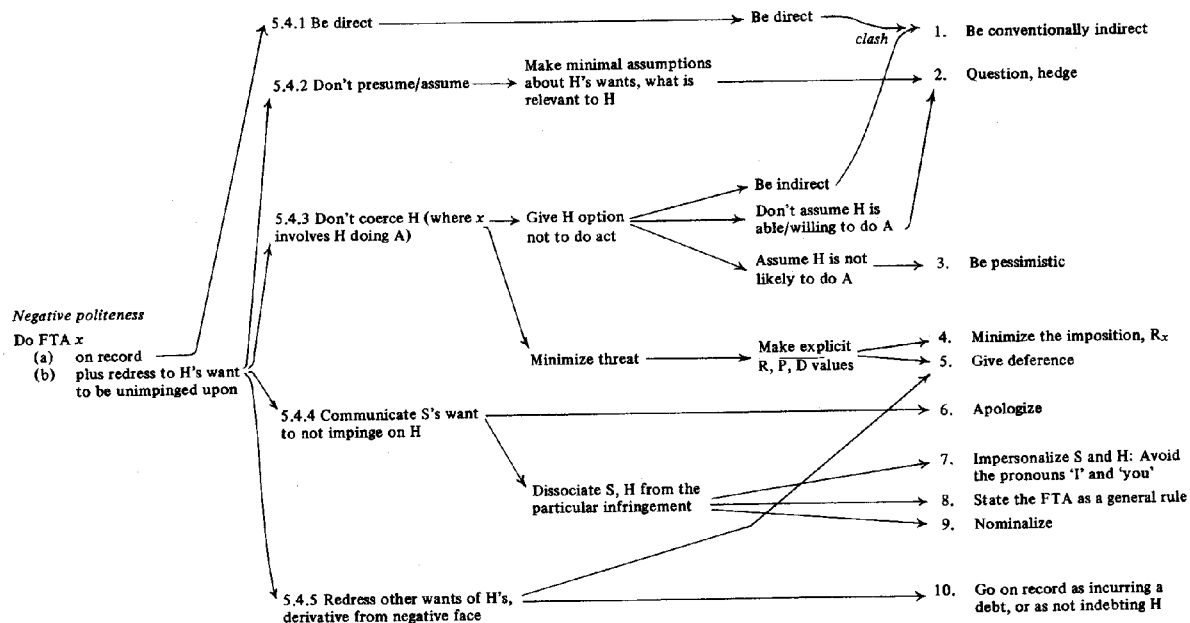 5.4.1 Be direct
Be direct
clash
1. Be conventionally indirect
5.4.2 Don't presume/assume
Make minimal assumptions
about H's wants, what is
relevant to H
2. Question, hedge
5.4.3 Don't coerce H (where x
involves H doing A)
Give H option
not to do act
Be indirect
Don't assume H is
able/willing to do A
Assume H is not
likely to do A
3. Be pessimistic
Negative politeness
Do FTA x
(a) on record
(b) plus redress to H's want
to be unimpinged upon
Minimize threat
Make explicit
R, P, D values
4. Minimize the imposition, Rx
5. Give deference
5.4.4 Communicate S's want
to not impinge on H
6. Apologize
Dissociate S, H from the
particular infringement
7. Impersonalize S and H: Avoid
the pronouns 'I' and 'you'
8. State the FTA as a general rule
9. Nominalize
5.4.5 Redress other wants of H's,
derivative from negative face
10. Go on record as incurring a
debt, or as not indebting H